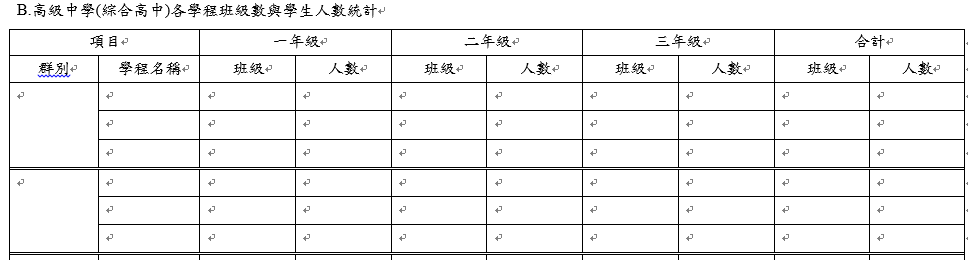 B.高級中學(綜合高中)各學程班級數與學生人數統計
項目 一年級 二年級 三年級 合計
群別 學程名稱 班級 人數 班級 人數 班級 人數 班級 人數